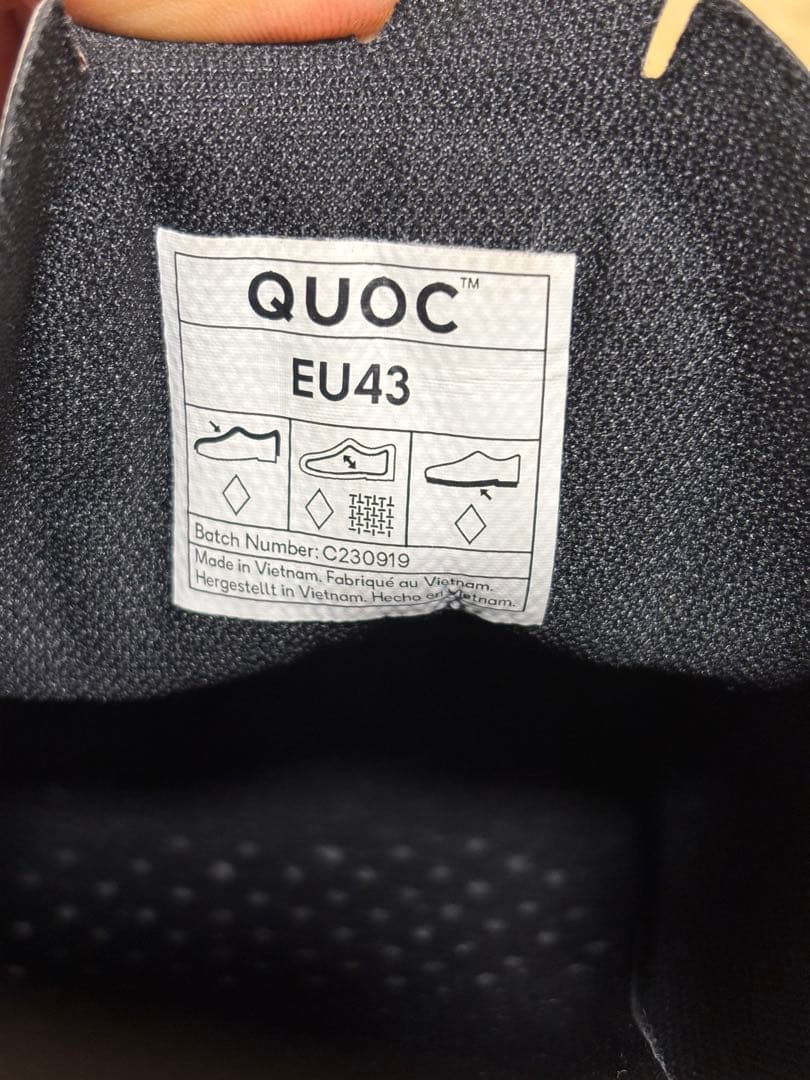 QUOC™
EU43
Batch Number: C230919
Made in Vietnam. Fabriqué au Vietnam.
Hergestellt in Vietnam. Hecho en Vietnam.